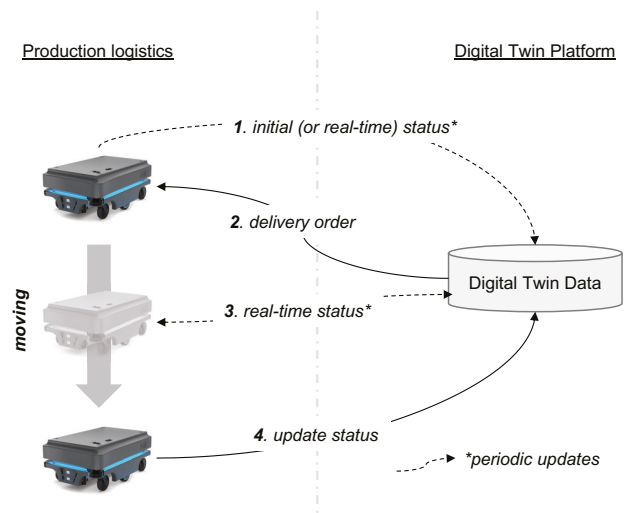 Production logistics
Digital Twin Platform
1. initial (or real-time) status*
2. delivery order
Digital Twin Data
3. real-time status*
moving
4. update status
*periodic updates